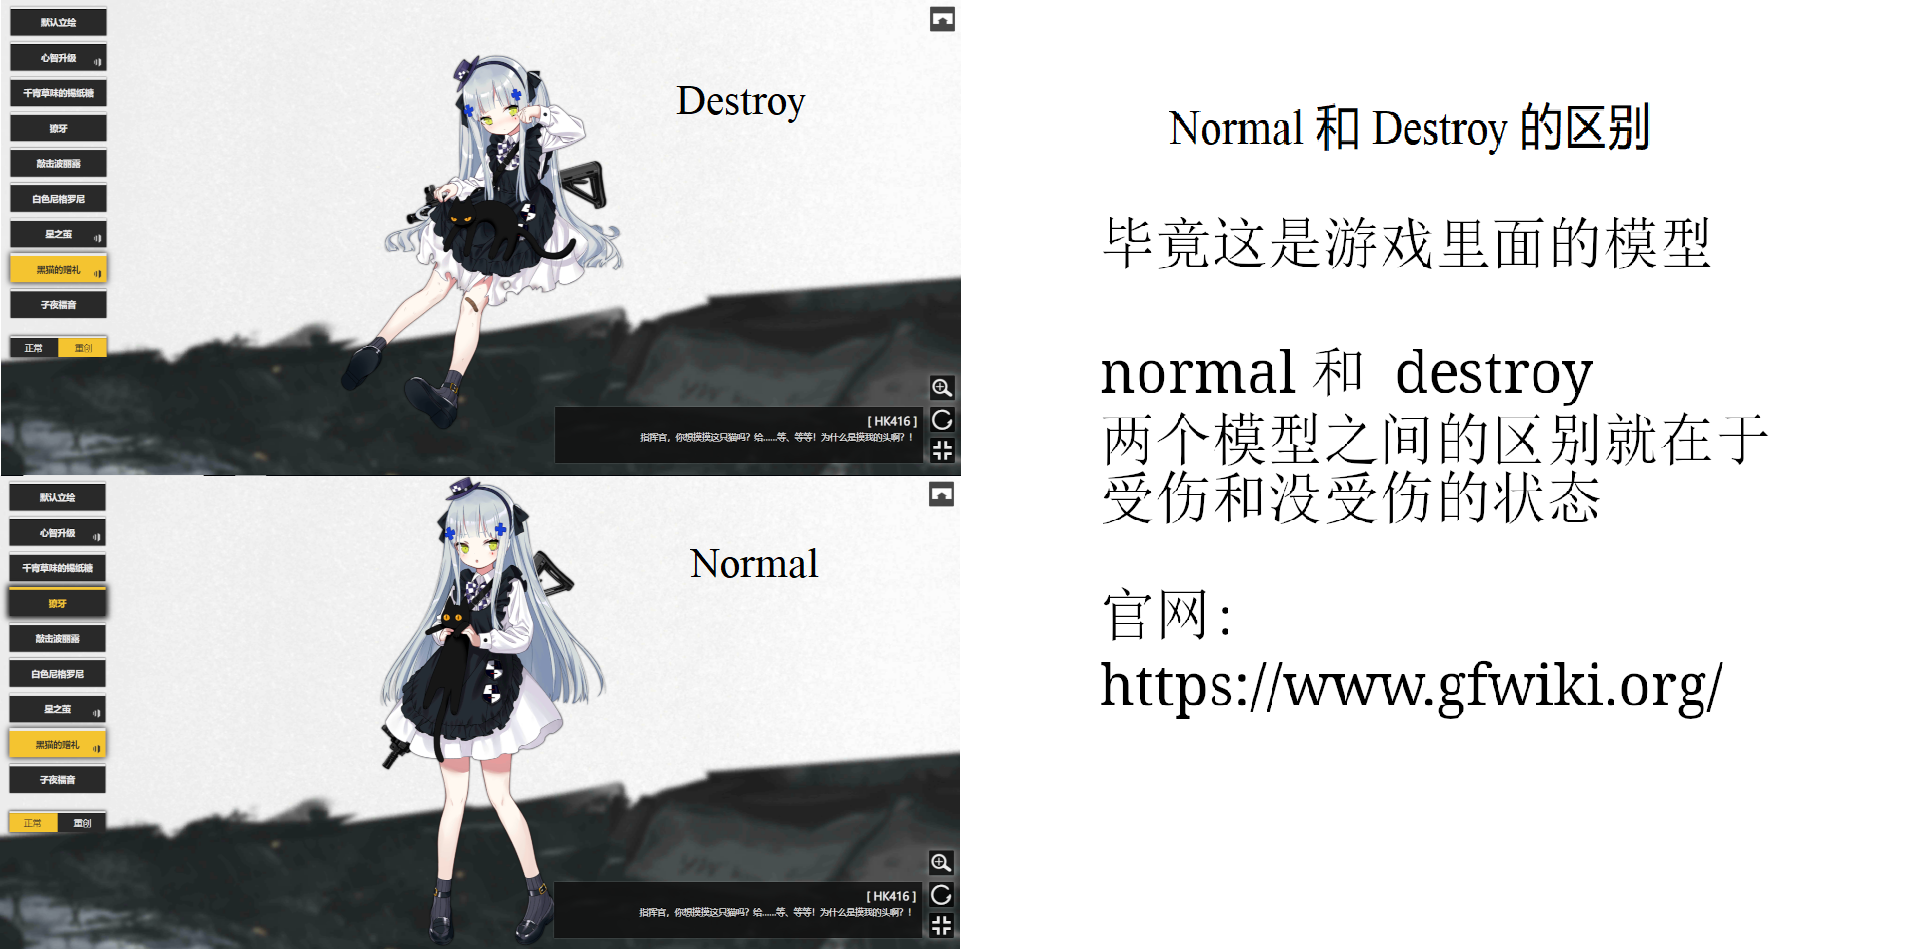 默认立绘
心智升级
千宵草味的锡纸糖
獠牙
敲击波丽露
白色尼格罗尼
星之茧
黑猫的赠礼
子夜福音
正常 重创
Destroy
[ HK416 ]
指挥官，你想摸摸这只猫吗？给……等、等等！为什么是摸我的头啊？！
默认立绘
心智升级
千宵草味的锡纸糖
獠牙
敲击波丽露
白色尼格罗尼
星之茧
黑猫的赠礼
子夜福音
正常 重创
Normal
[ HK416 ]
指挥官，你想摸摸这只猫吗？给……等、等等！为什么是摸我的头啊？！
Normal 和 Destroy 的区别
毕竟这是游戏里面的模型
normal 和 destroy
两个模型之间的区别就在于
受伤和没受伤的状态
官网：
https://www.gfwiki.org/